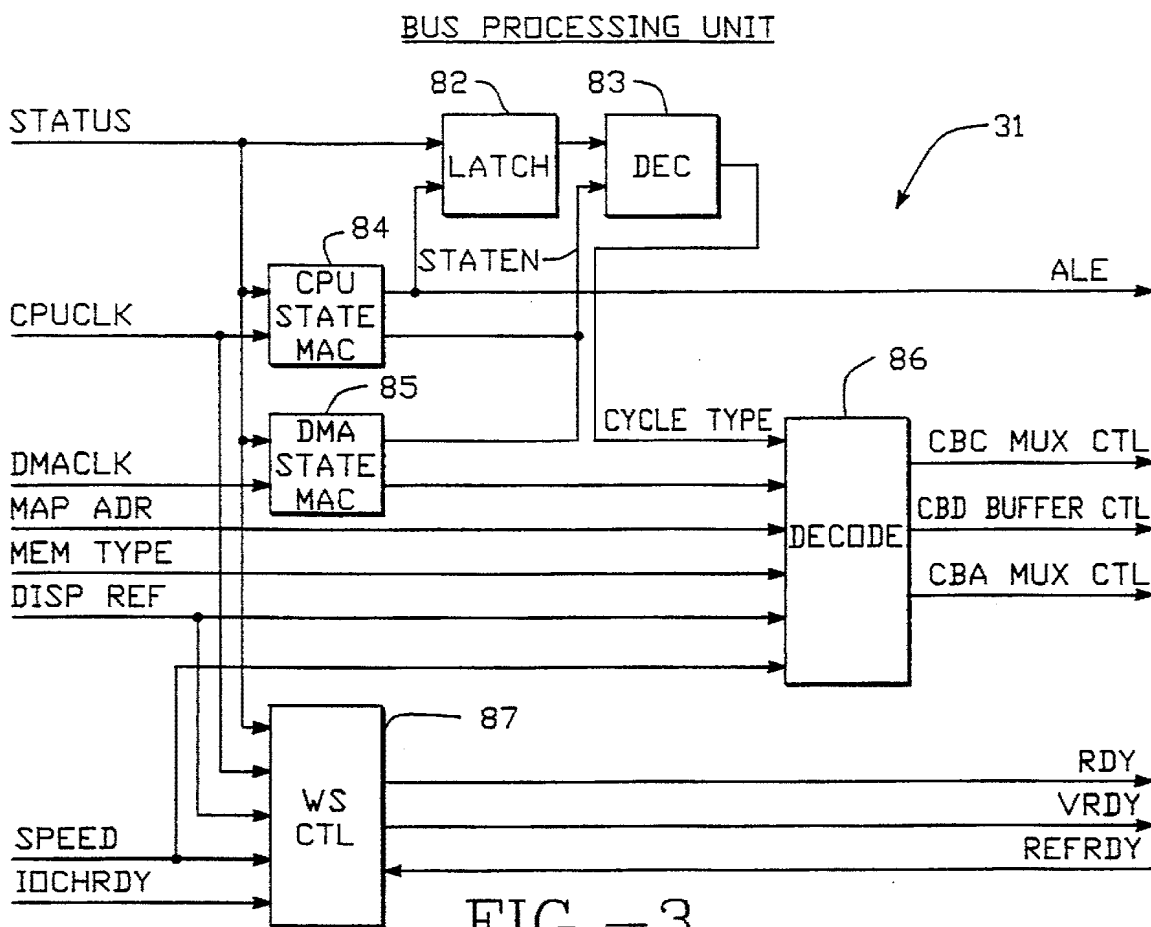 BUS PROCESSING UNIT
82
83
STATUS
31
LATCH
DEC
84
STATEN
ALE
CPU
STATE
MAC
CPUCLK
85
86
DMA
STATE
MAC
CYCLE TYPE
CBC MUX CTL
DMACLK
MAP ADR
CBD BUFFER CTL
DECODE
MEM TYPE
CBA MUX CTL
DISP REF
87
WS
CTL
RDY
VRDY
SPEED
REFRDY
IOCHRDY
FIG -3